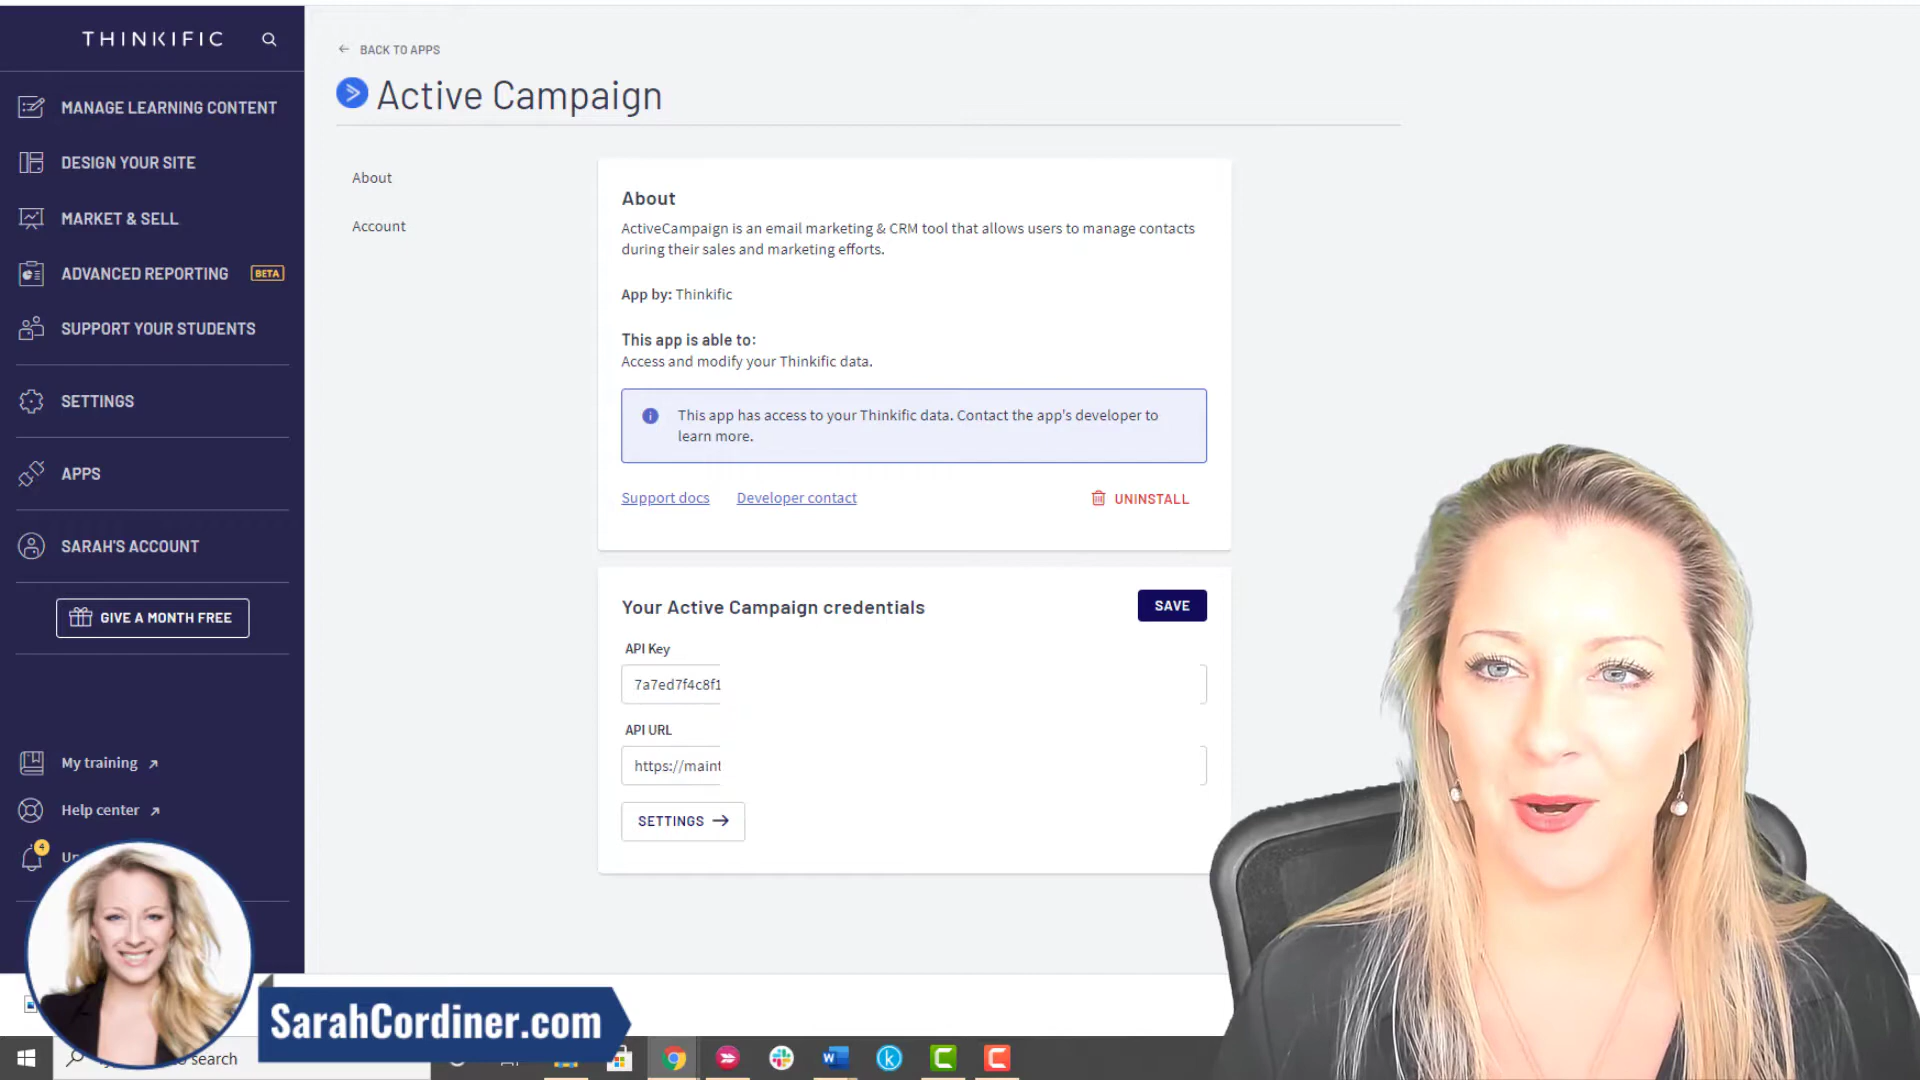 THINKIFIC
MANAGE LEARNING CONTENT
DESIGN YOUR SITE
MARKET & SELL
ADVANCED REPORTING BETA
SUPPORT YOUR STUDENTS
SETTINGS
APPS
SARAH'S ACCOUNT
GIVE A MONTH FREE
My training
Help center
4
BACK TO APPS
Active Campaign
About
Account
About
ActiveCampaign is an email marketing & CRM tool that allows users to manage contacts
during their sales and marketing efforts.
App by: Thinkific
This app is able to:
Access and modify your Thinkific data.
This app has access to your Thinkific data. Contact the app's developer to
learn more.
Support docs Developer contact UNINSTALL
Your Active Campaign credentials SAVE
API Key
7a7ed7f4c8f1
API URL
https://maint
SETTINGS
SarahCordiner.com
search